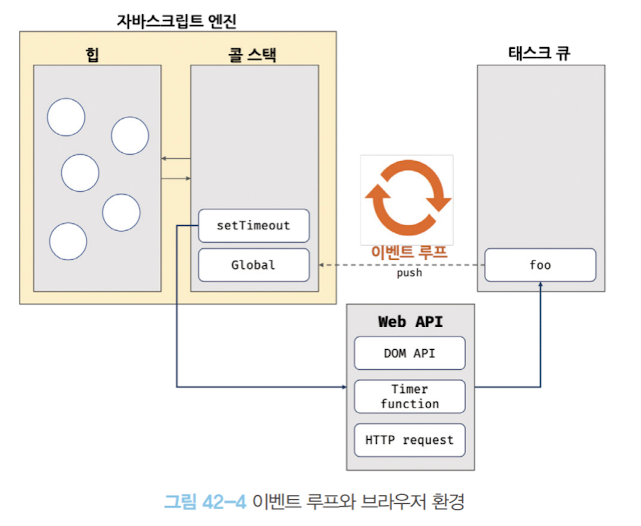 자바스크립트 엔진
힙
콜 스택
태스크 큐
setTimeout
Global
이벤트 루프
push
foo
Web API
DOM API
Timer
function
HTTP request
그림 42-4 이벤트 루프와 브라우저 환경